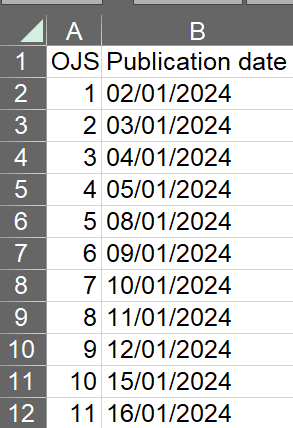 A B
1 OJS Publication date
2 1 02/01/2024
3 2 03/01/2024
4 3 04/01/2024
5 4 05/01/2024
6 5 08/01/2024
7 6 09/01/2024
8 7 10/01/2024
9 8 11/01/2024
10 9 12/01/2024
11 10 15/01/2024
12 11 16/01/2024